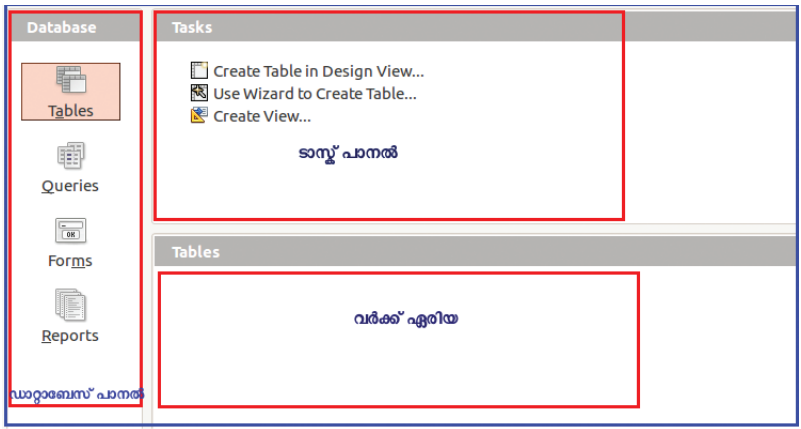 Database
Tables
Queries
Forms
OK
Reports
ഡാറ്റാബേസ് പാനൽ
Tasks
Create Table in Design View...
Use Wizard to Create Table...
Create View...
ടാസ്ക് പാനൽ
Tables
വർക്ക് ഏരിയ